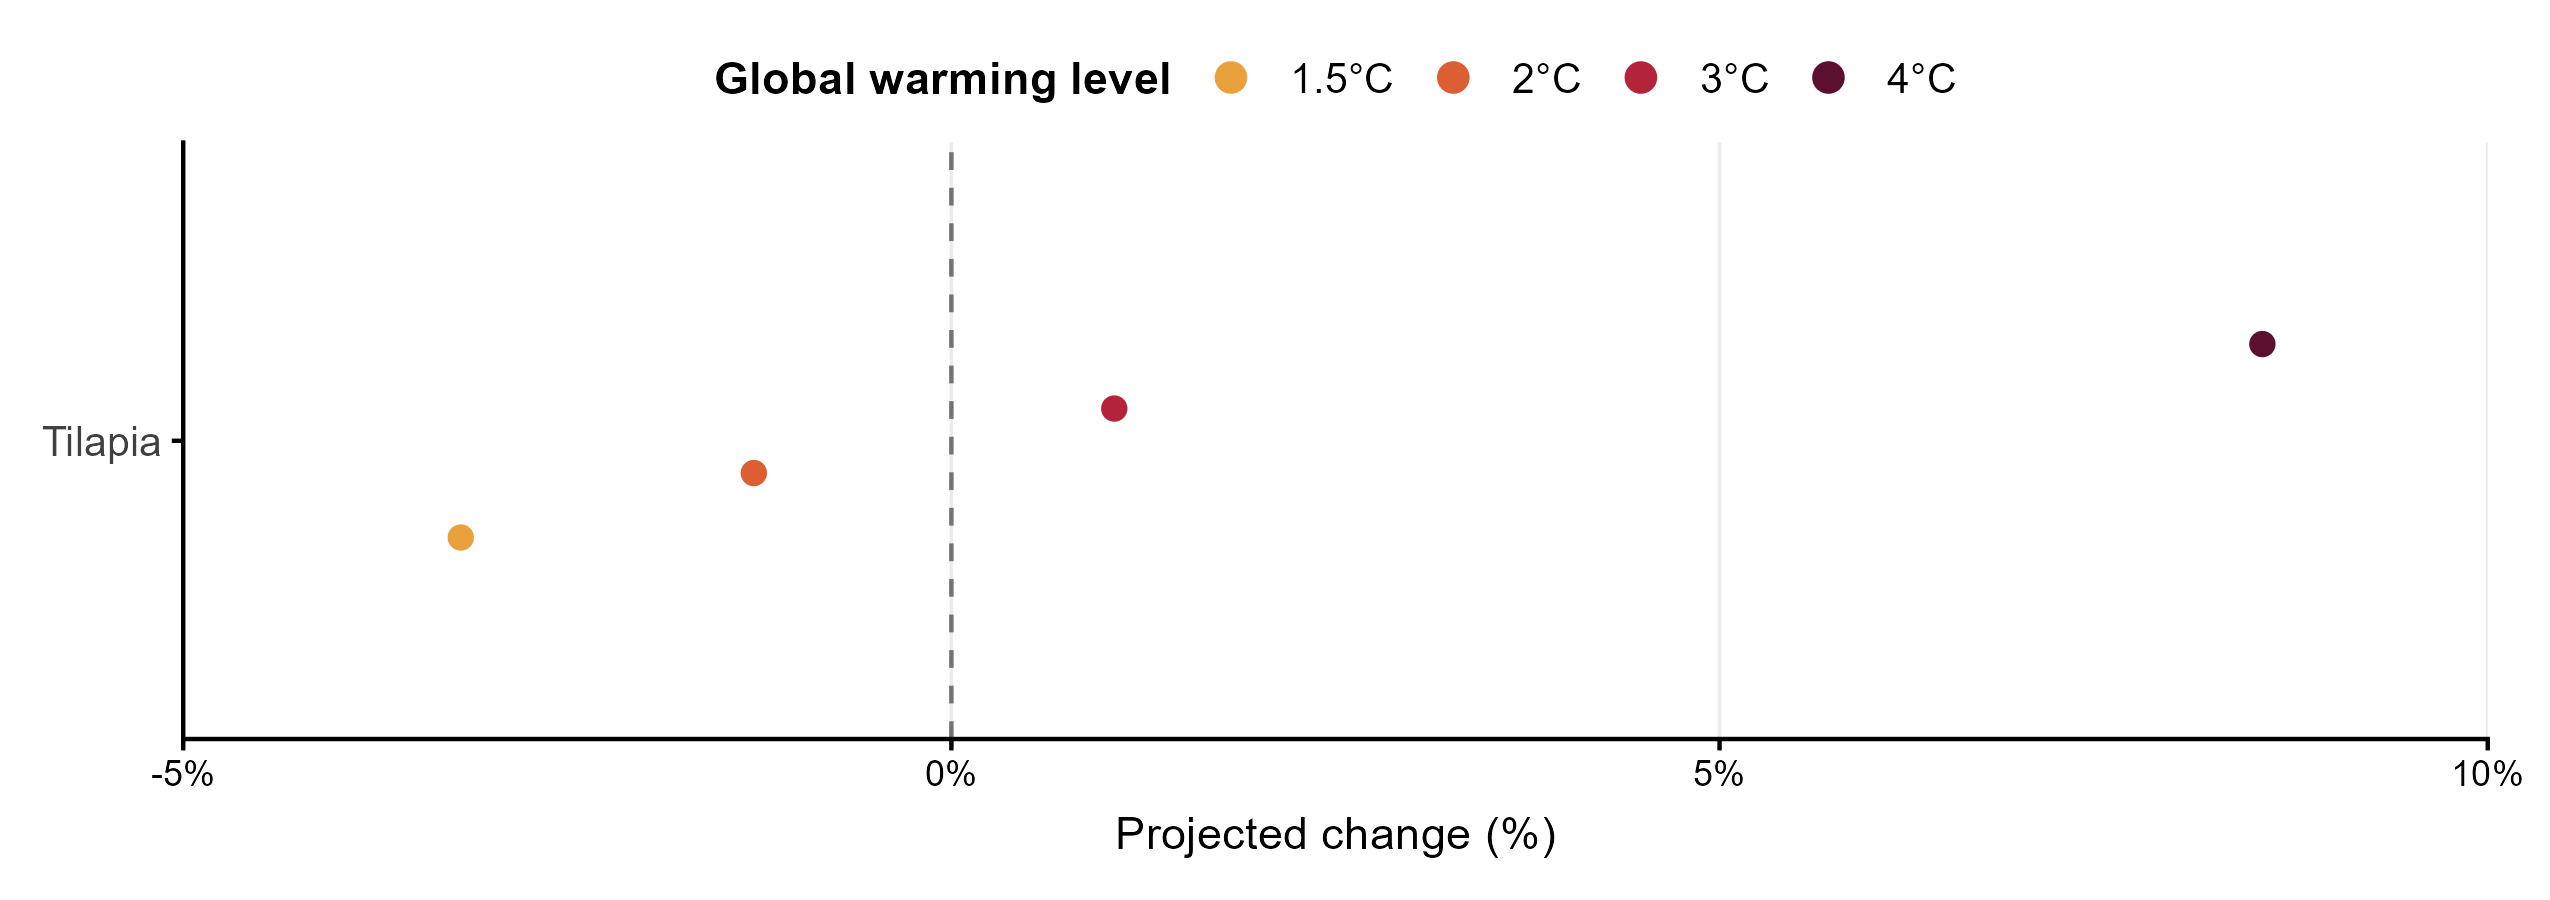 Global warming level 1.5°C 2°C 3°C 4°C
Tilapia
-5% 0% 5% 10%
Projected change (%)